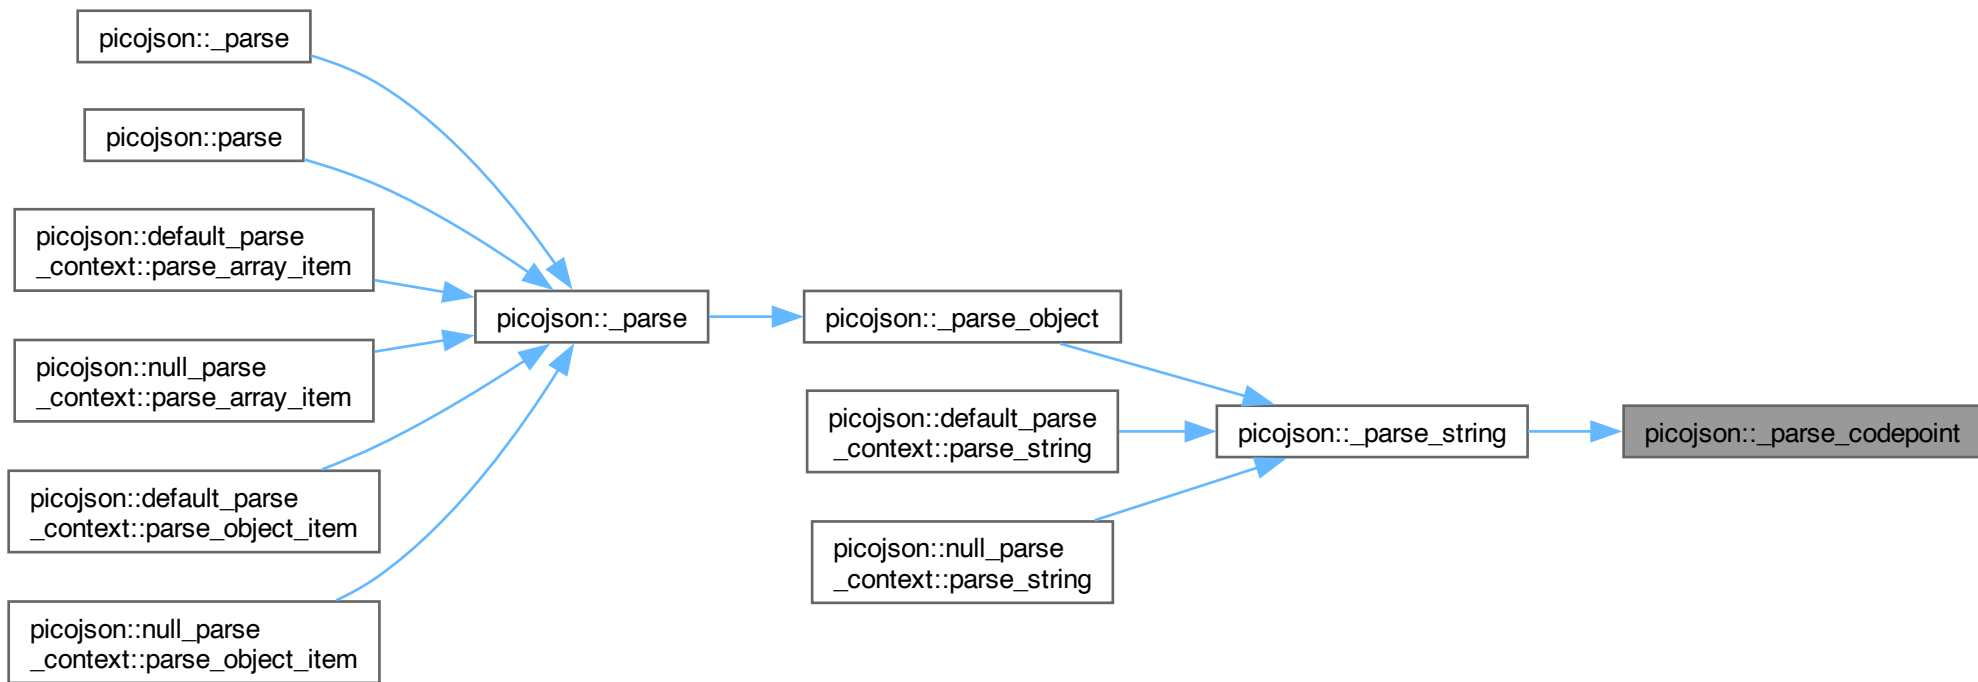 picojson::_parse
picojson::parse
picojson::default_parse
_context::parse_array_item
picojson::null_parse
_context::parse_array_item
picojson::default_parse
_context::parse_object_item
picojson::null_parse
_context::parse_object_item
picojson::_parse
picojson::_parse_object
picojson::default_parse
_context::parse_string
picojson::null_parse
_context::parse_string
picojson::_parse_string
picojson::_parse_codepoint